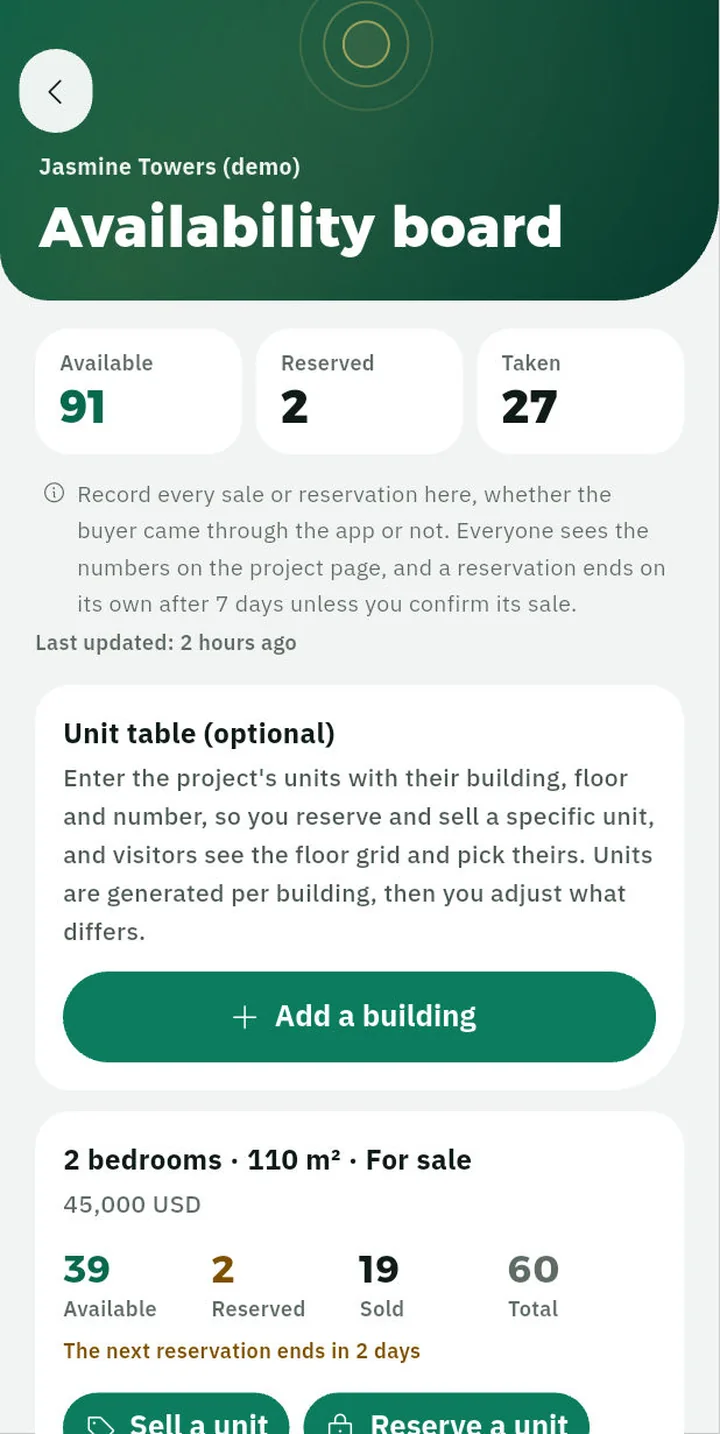 Jasmine Towers (demo)
Availability board
Available
91
Reserved
2
Taken
27
Record every sale or reservation here, whether the
buyer came through the app or not. Everyone sees the
numbers on the project page, and a reservation ends on
its own after 7 days unless you confirm its sale.
Last updated: 2 hours ago
Unit table (optional)
Enter the project's units with their building, floor
and number, so you reserve and sell a specific unit,
and visitors see the floor grid and pick theirs. Units
are generated per building, then you adjust what
differs.
Add a building
2 bedrooms · 110 m² · For sale
45,000 USD
39
Available
2
Reserved
19
Sold
60
Total
The next reservation ends in 2 days
Sell a unit
Reserve a unit